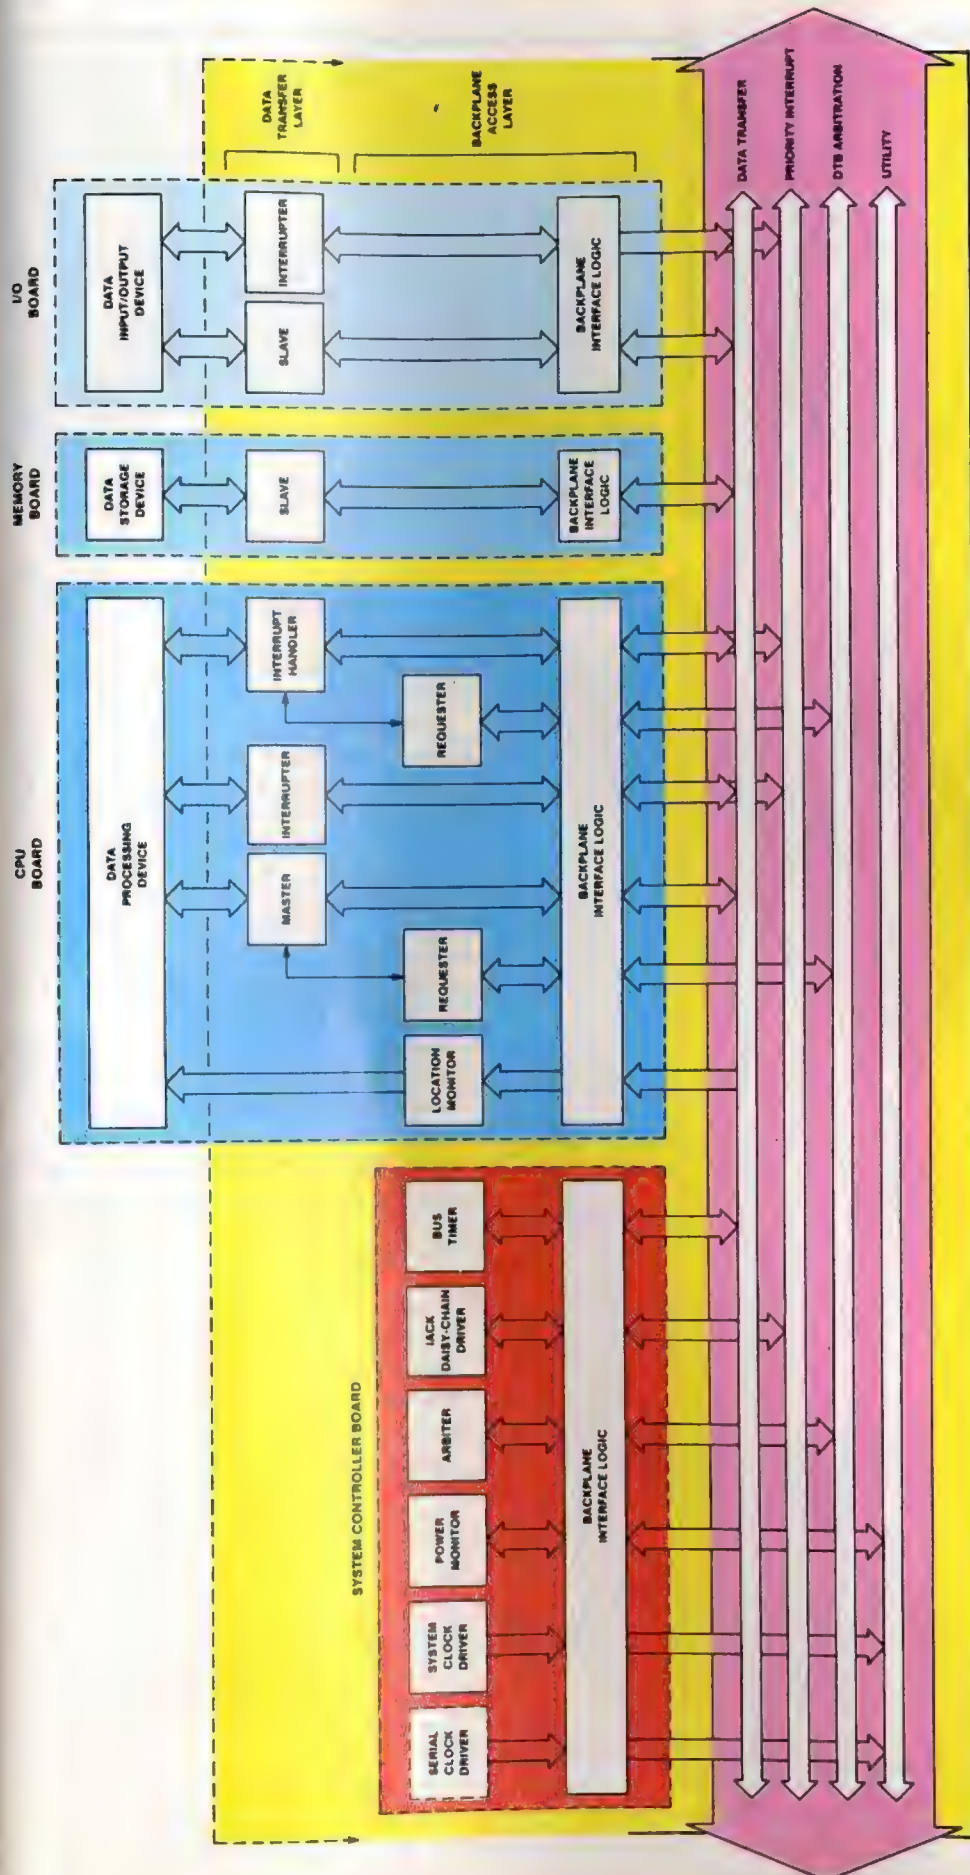 SYSTEM CONTROLLER BOARD
SERIAL
CLOCK
DRIVER
SYSTEM
CLOCK
DRIVER
POWER
MONITOR
ARBITER
IACK
DAISY-CHAIN
DRIVER
BUS
TIMER
BACKPLANE
INTERFACE LOGIC
CPU
BOARD
DATA
PROCESSING
DEVICE
LOCATION
MONITOR
REQUESTER
MASTER
INTERRUPTER
REQUESTER
INTERRUPT
HANDLER
BACKPLANE
INTERFACE LOGIC
MEMORY
BOARD
DATA
STORAGE
DEVICE
SLAVE
BACKPLANE
INTERFACE
LOGIC
I/O
BOARD
DATA
INPUT/OUTPUT
DEVICE
SLAVE
INTERRUPTER
BACKPLANE
INTERFACE LOGIC
DATA
TRANSFER
LAYER
BACKPLANE
ACCESS
LAYER
DATA TRANSFER
PRIORITY INTERRUPT
DTB ARBITRATION
UTILITY